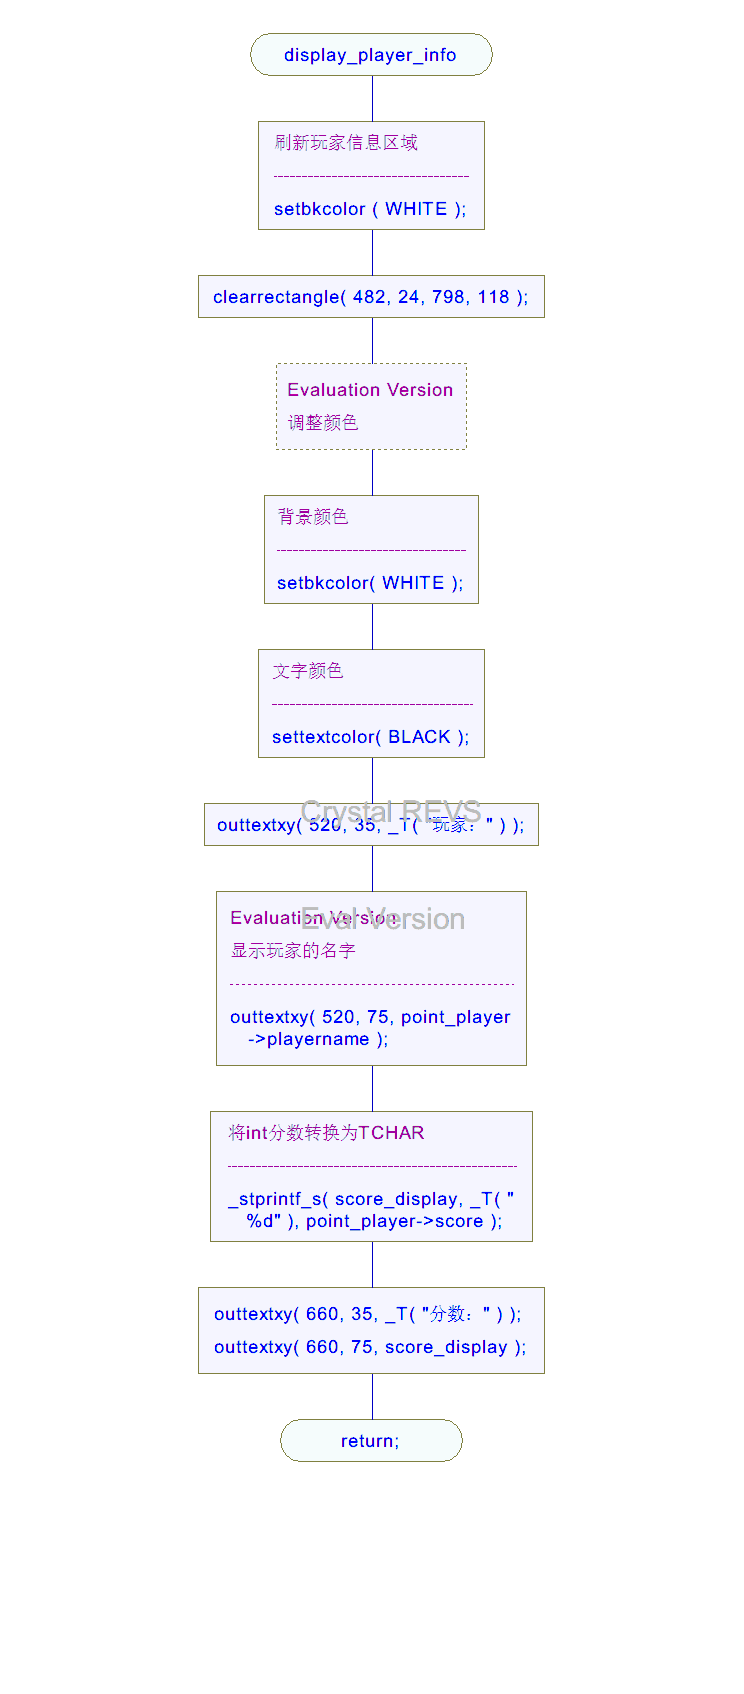 display_player_info
刷新玩家信息区域
setbkcolor ( WHITE );
clearrectangle( 482, 24, 798, 118 );
Evaluation Version
调整颜色
背景颜色
setbkcolor( WHITE );
文字颜色
settextcolor( BLACK );
Crystal REVS
outtextxy( 520, 35, _T( "玩家：" ) );
Evaluation Version
Eval Version
显示玩家的名字
outtextxy( 520, 75, point_player
->playername );
将int分数转换为TCHAR
_stprintf_s( score_display, _T( "
%d" ), point_player->score );
outtextxy( 660, 35, _T( "分数：" ) );
outtextxy( 660, 75, score_display );
return;